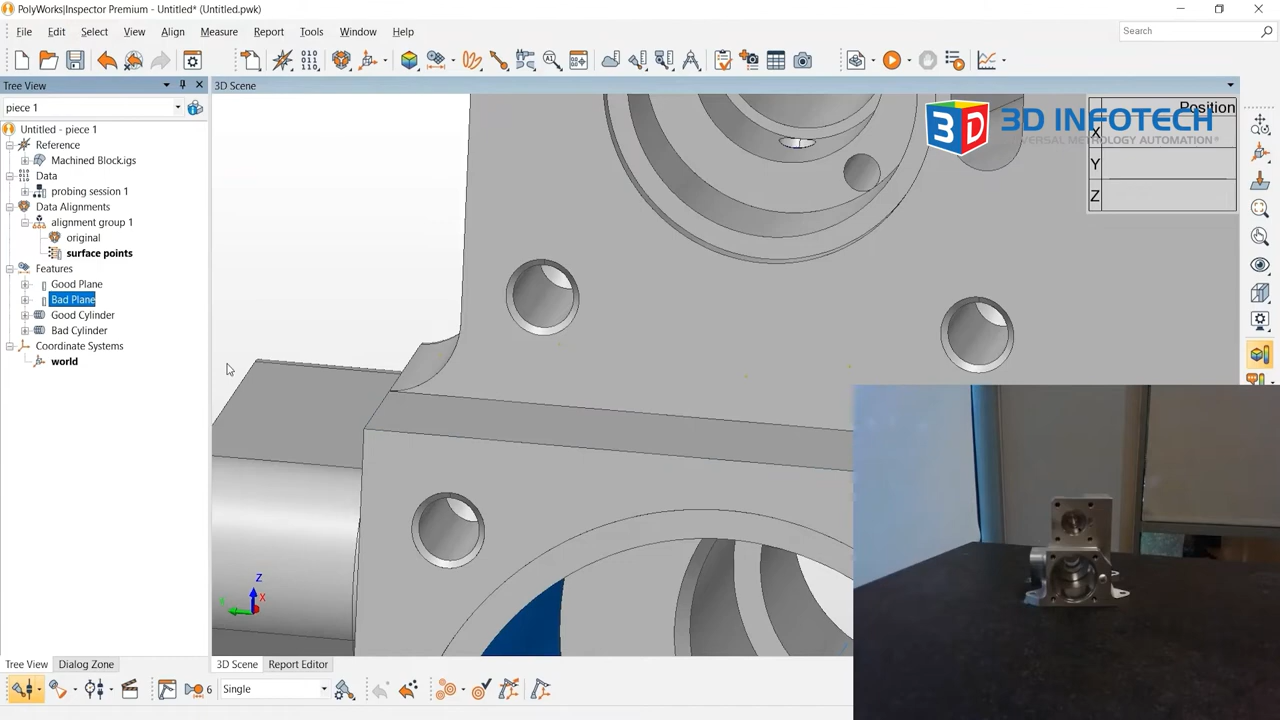 PolyWorks|Inspector Premium - Untitled* (Untitled.pwk)
File Edit Select View Align Measure Report Tools Window Help
Search
Tree View
3D Scene
piece 1
Untitled - piece 1
Reference
Machined Block.igs
Data
probing session 1
Data Alignments
alignment group 1
original
surface points
Features
Good Plane
Bad Plane
Good Cylinder
Bad Cylinder
Coordinate Systems
world
3D 3D INFOTECH
Position
X
Y
Z
Z
X
Tree View Dialog Zone
3D Scene Report Editor
6 Single